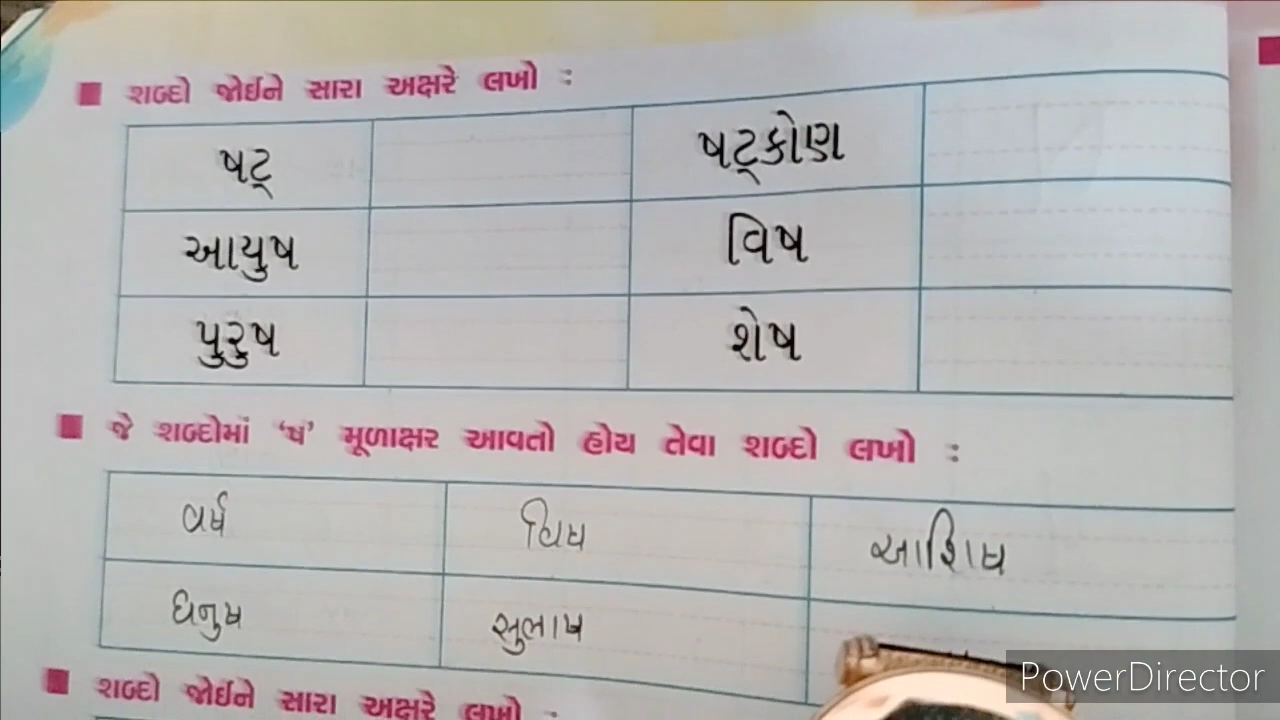 શબ્દો જોઈને સારા અક્ષરે લખો :
ષટ્ ષટ્કોણ
આયુષ વિષ
પુરુષ શેષ
જે શબ્દોમાં ‘ષ’ મૂળાક્ષર આવતો હોય તેવા શબ્દો લખો :
વર્ષ વિષ આશિષ
ધનુષ સુભાષ
શબ્દો જોઈને સારા અક્ષરે લખો :
PowerDirector